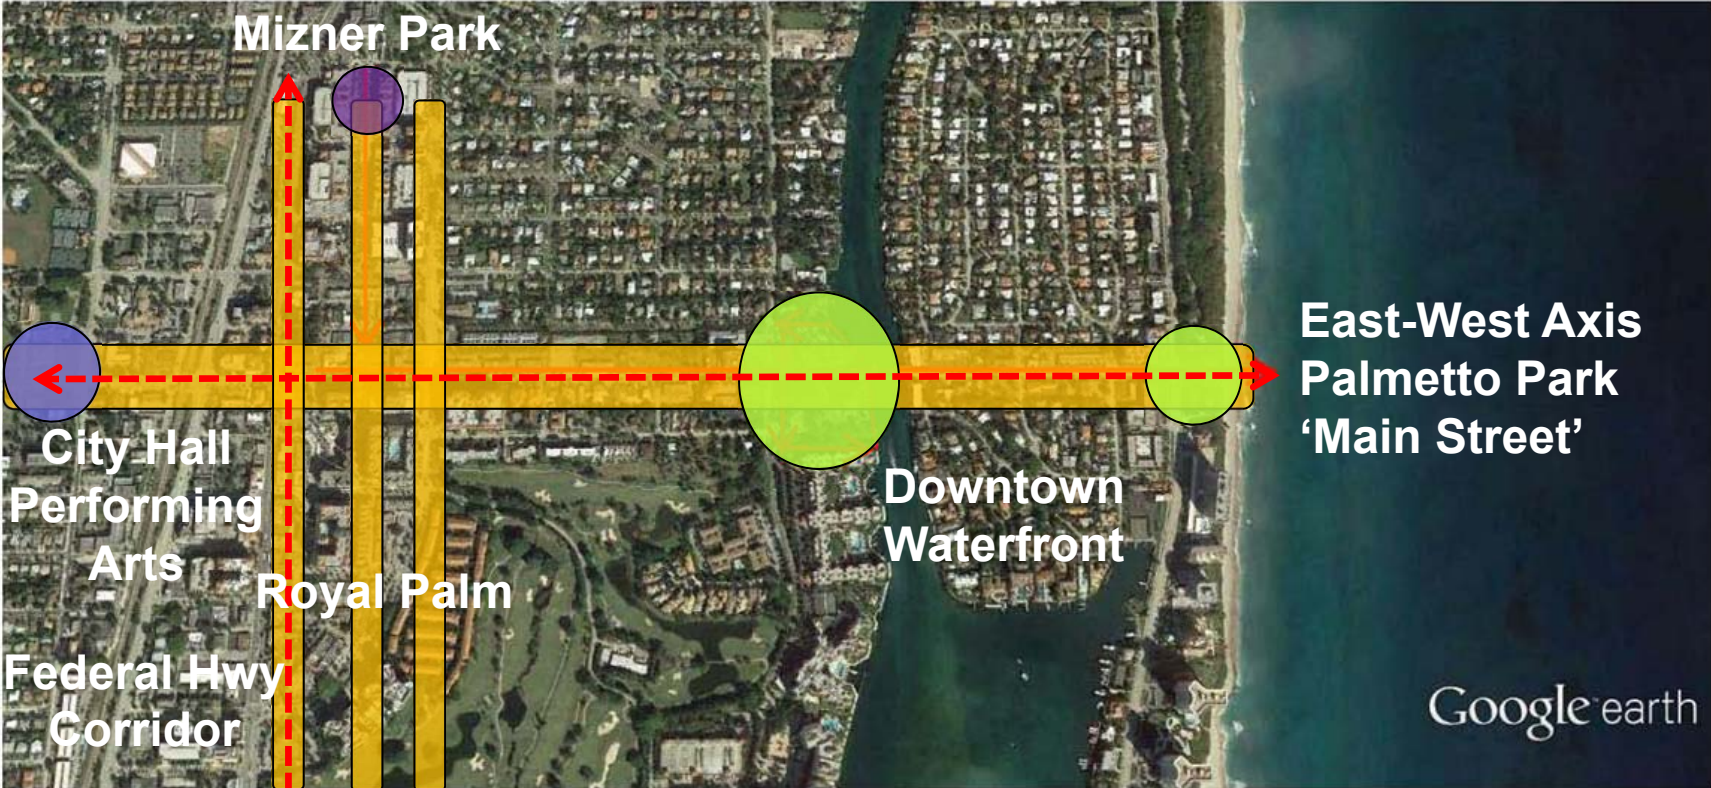 Mizner Park
East-West Axis
Palmetto Park
‘Main Street’
City Hall
Performing
Arts
Downtown
Waterfront
Royal Palm
Federal Hwy
Corridor
Google earth